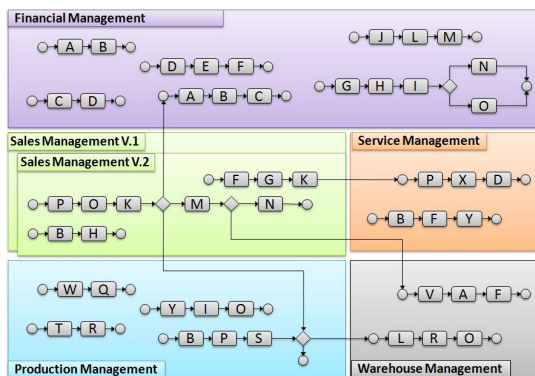 Financial Management
A B
J L M
D E F
N
G H I
C D
A B C
O
Sales Management V.1
Service Management
Sales Management V.2
F G K
P X D
P O K M N
B F Y
B H
W Q
V A F
Y I O
T R
B P S
L R O
Production Management
Warehouse Management